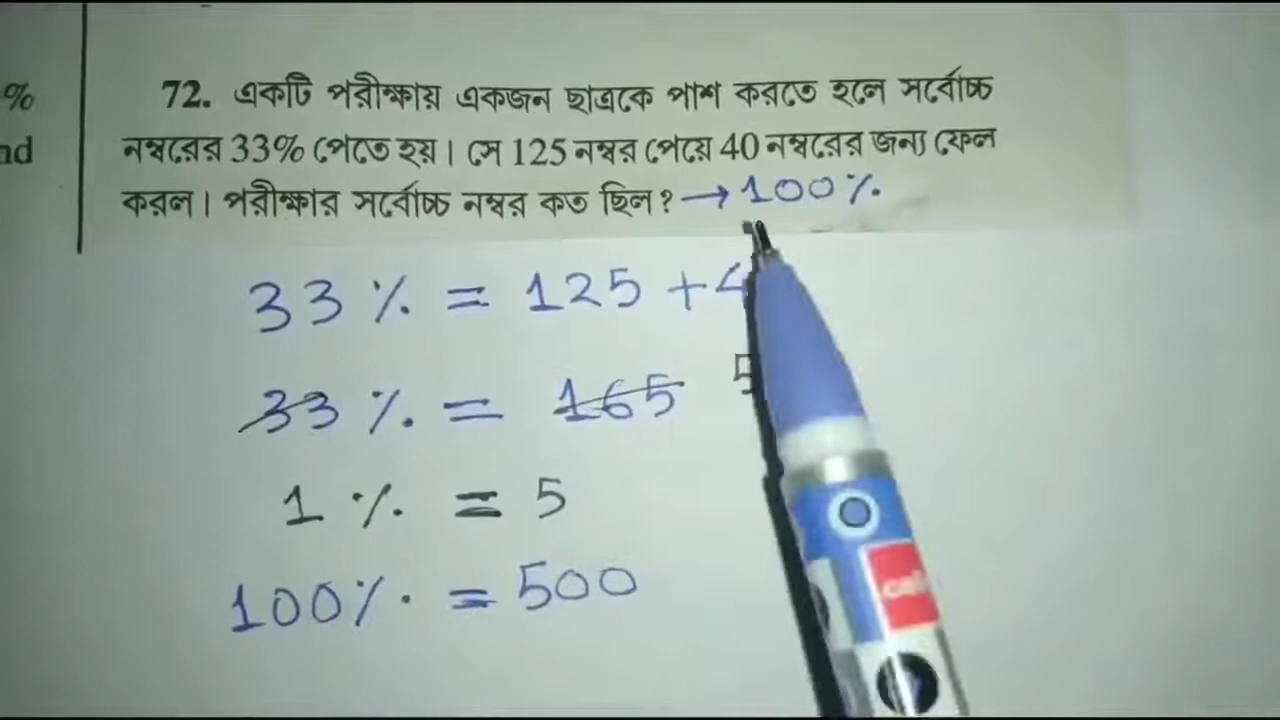 %
nd
72. একটি পরীক্ষায় একজন ছাত্রকে পাশ করতে হলে সর্বোচ্চ
নম্বরের 33% পেতে হয়। সে 125 নম্বর পেয়ে 40 নম্বরের জন্য ফেল
করল। পরীক্ষার সর্বোচ্চ নম্বর কত ছিল? → 100%
33% = 125 + 4
33% = 165 5
1% = 5
100% = 500